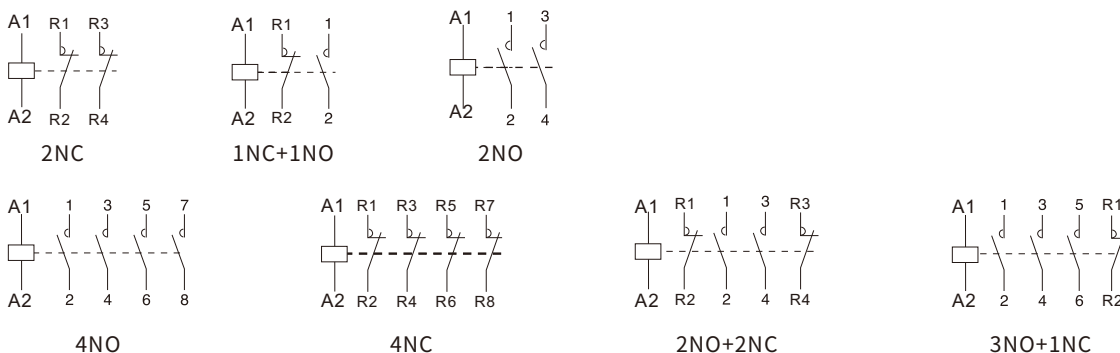 A1 R1 R3
A2 R2 R4
2NC
A1 R1 1
A2 R2 2
1NC+1NO
A1 1 3
A2 2 4
2NO
A1 1 3 5 7
A2 2 4 6 8
4NO
A1 R1 R3 R5 R7
A2 R2 R4 R6 R8
4NC
A1 R1 1 3 R3
A2 R2 2 4 R4
2NO+2NC
A1 1 3 5 R1
A2 2 4 6 R2
3NO+1NC